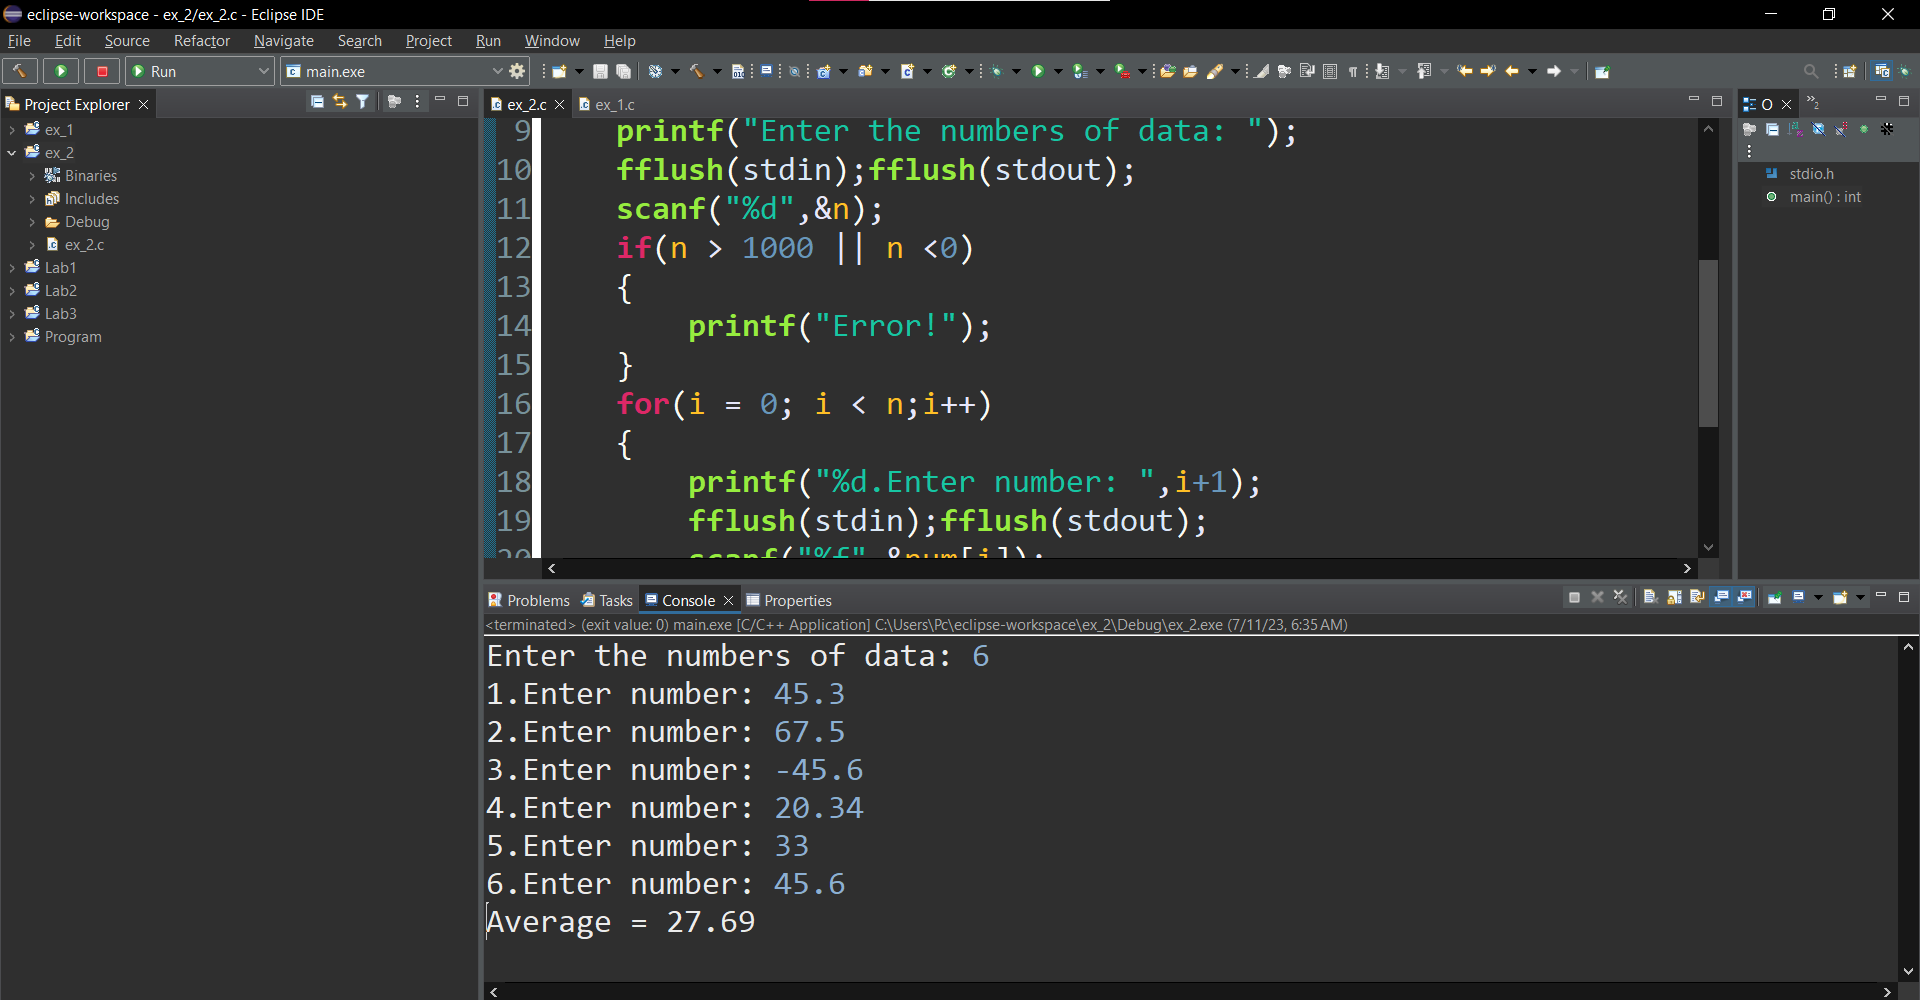 eclipse-workspace - ex_2/ex_2.c - Eclipse IDE
File Edit Source Refactor Navigate Search Project Run Window Help
Run main.exe
Project Explorer
ex_1
ex_2
Binaries
Includes
Debug
ex_2.c
Lab1
Lab2
Lab3
Program
ex_2.c ex_1.c
9 printf("Enter the numbers of data: ");
10 fflush(stdin);fflush(stdout);
11 scanf("%d",&n);
12 if(n > 1000 || n <0)
13 {
14 printf("Error!");
15 }
16 for(i = 0; i < n;i++)
17 {
18 printf("%d.Enter number: ",i+1);
19 fflush(stdin);fflush(stdout);
20 scanf("%f",&num[i]);
O 2
stdio.h
main() : int
Problems Tasks Console Properties
<terminated> (exit value: 0) main.exe [C/C++ Application] C:\Users\Pc\eclipse-workspace\ex_2\Debug\ex_2.exe (7/11/23, 6:35 AM)
Enter the numbers of data: 6
1.Enter number: 45.3
2.Enter number: 67.5
3.Enter number: -45.6
4.Enter number: 20.34
5.Enter number: 33
6.Enter number: 45.6
Average = 27.69